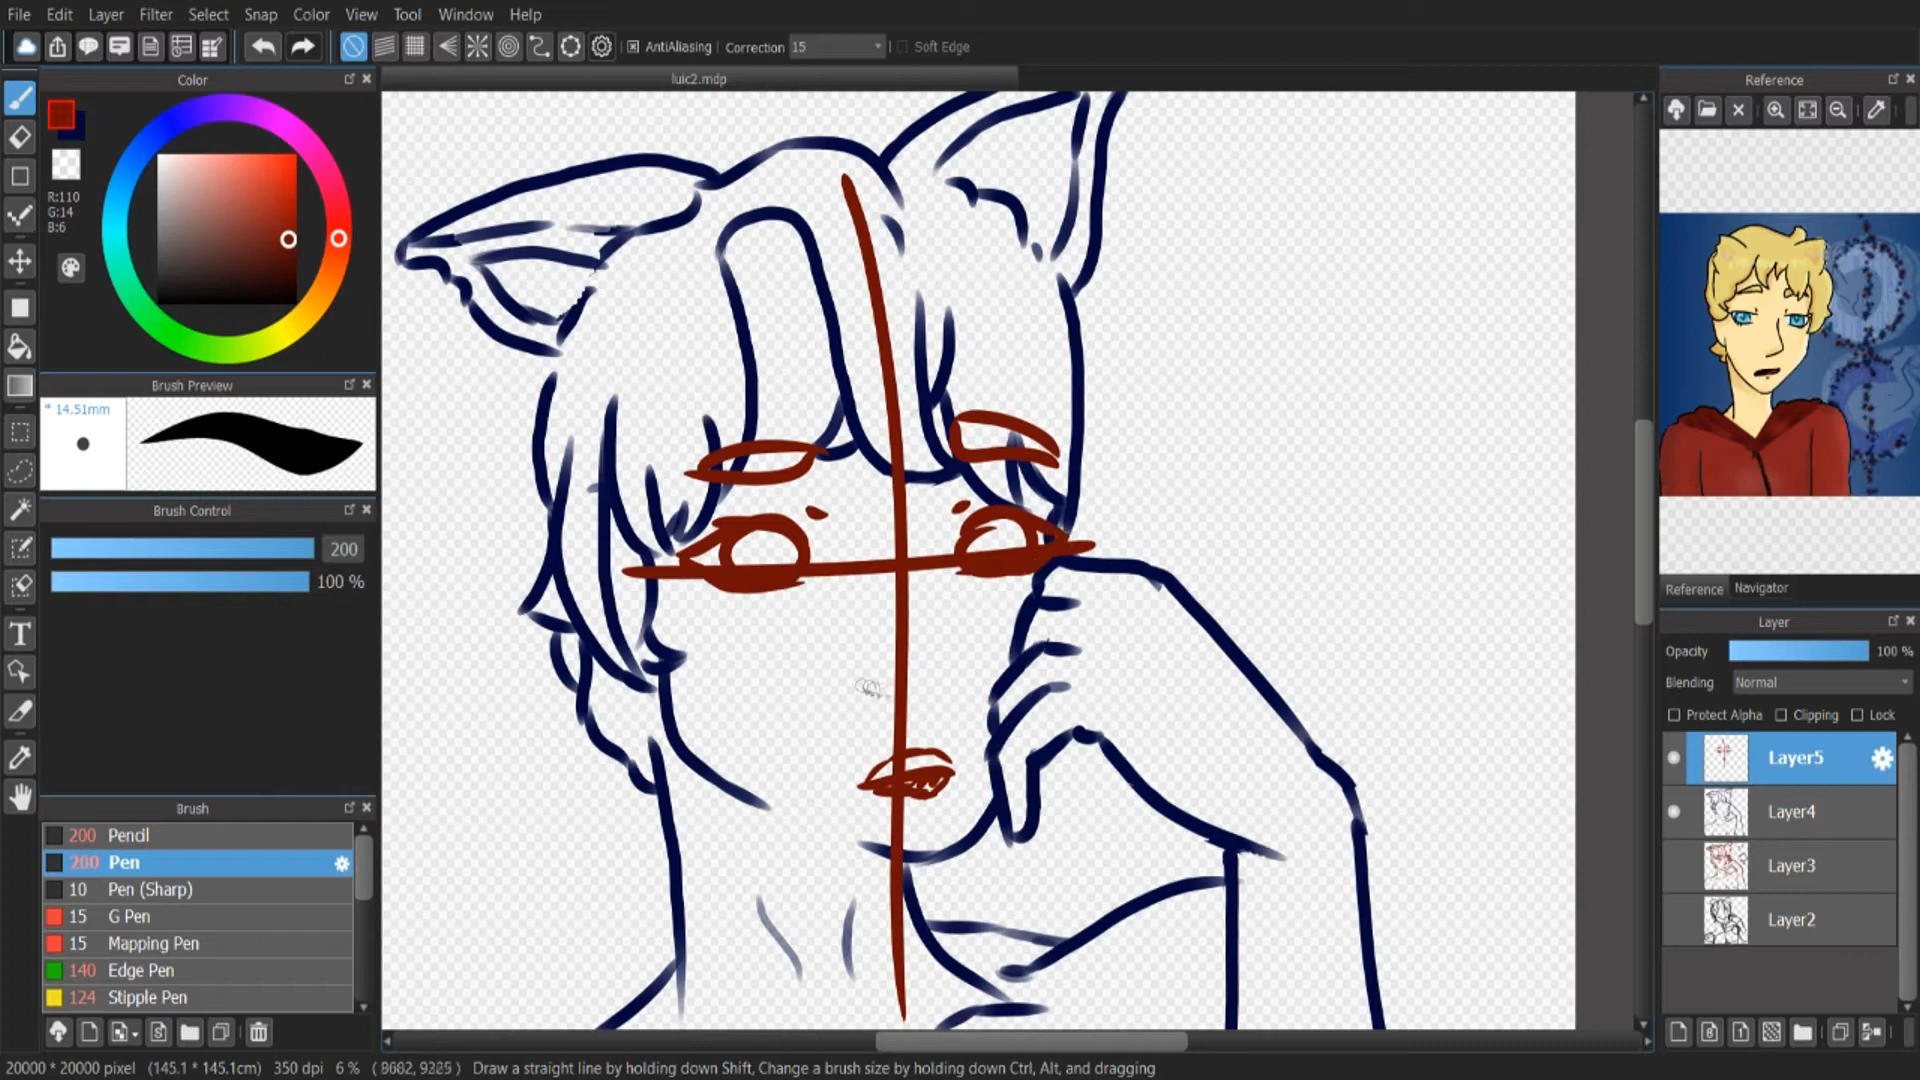 File Edit Layer Filter Select Snap Color View Tool Window Help
AntiAliasing Correction 15 Soft Edge
Color
luic2.mdp
Reference
R:110
G:14
B:6
Brush Preview
* 14.51mm
Brush Control
200
100 %
Reference Navigator
Layer
Opacity 100 %
Blending Normal
Protect Alpha Clipping Lock
Layer5
Layer4
Layer3
Layer2
Brush
200 Pencil
200 Pen
10 Pen (Sharp)
15 G Pen
15 Mapping Pen
140 Edge Pen
124 Stipple Pen
20000 * 20000 pixel (145.1 * 145.1cm) 350 dpi 6 % Draw a straight line by holding down Shift, Change a brush size by holding down Ctrl, Alt, and dragging